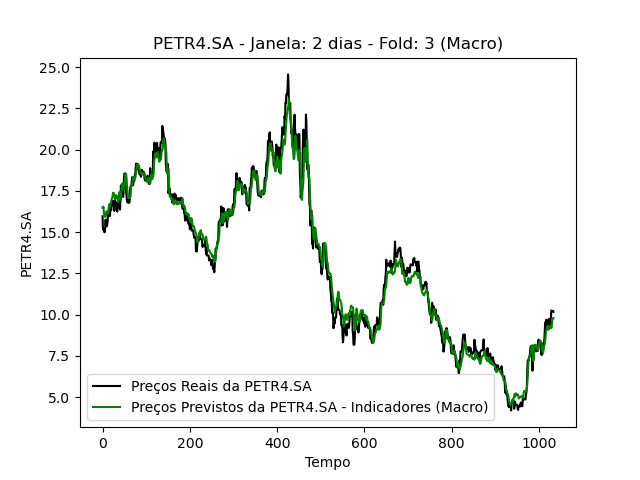 PETR4.SA - Janela: 2 dias - Fold: 3 (Macro)
25.0
22.5
20.0
17.5
15.0
12.5
10.0
7.5
5.0
PETR4.SA
Preços Reais da PETR4.SA
Preços Previstos da PETR4.SA - Indicadores (Macro)
0 200 400 600 800 1000
Tempo